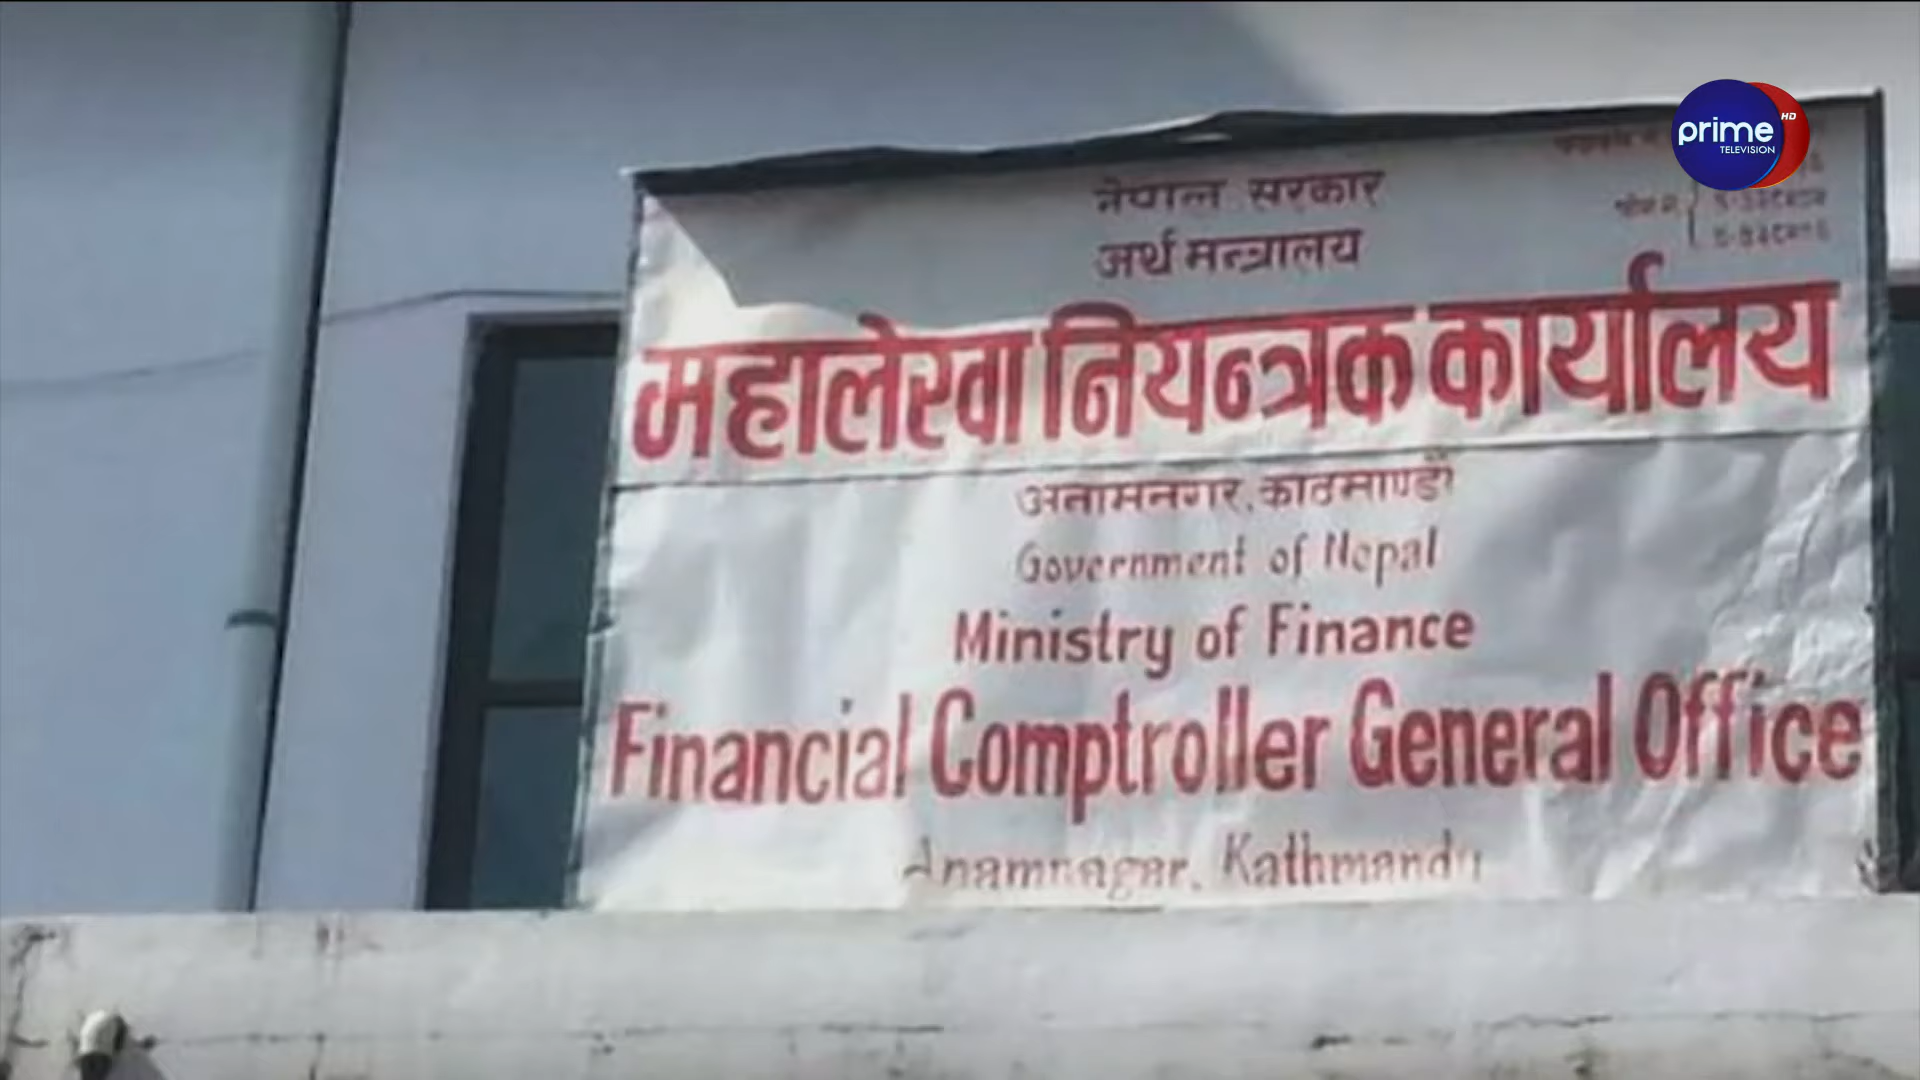 prime HD
TELEVISION
नेपाल सरकार
अर्थ मन्त्रालय
महालेखा नियन्त्रक कार्यालय
अनामनगर, काठमाण्डौ
Government of Nepal
Ministry of Finance
Financial Comptroller General Office
Anamnagar, Kathmandu